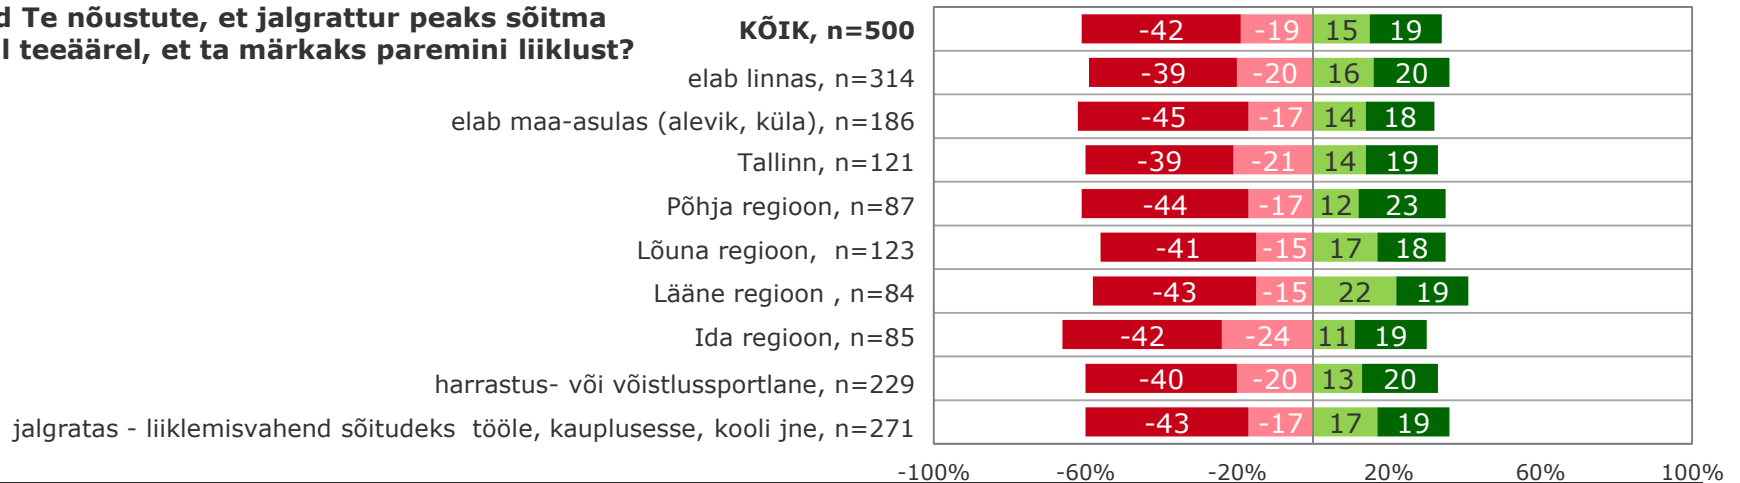 Te nõustute, et jalgrattur peaks sõitma
teeäärel, et ta märkaks paremini liiklust?
KÕIK, n=500 -42 -19 15 19
elab linnas, n=314 -39 -20 16 20
elab maa-asulas (alevik, küla), n=186 -45 -17 14 18
Tallinn, n=121 -39 -21 14 19
Põhja regioon, n=87 -44 -17 12 23
Lõuna regioon, n=123 -41 -15 17 18
Lääne regioon , n=84 -43 -15 22 19
Ida regioon, n=85 -42 -24 11 19
harrastus- või võistlussportlane, n=229 -40 -20 13 20
jalgratas - liiklemisvahend sõitudeks tööle, kauplusesse, kooli jne, n=271 -43 -17 17 19
-100% -60% -20% 20% 60% 100%